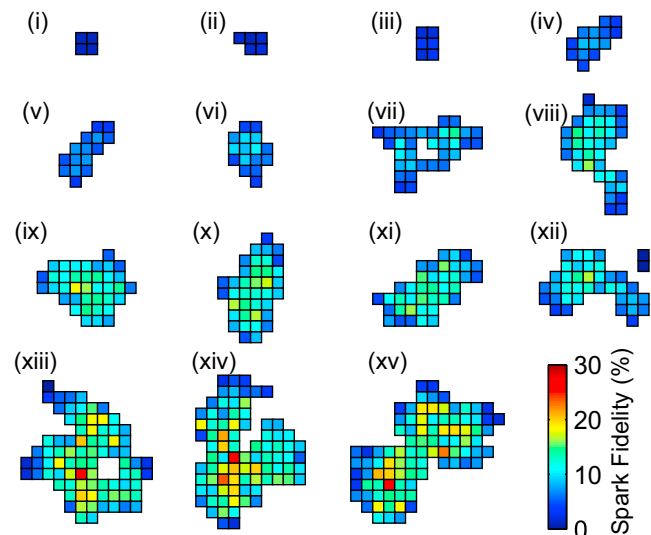 (i) (ii) (iii) (iv)
(v) (vi) (vii) (viii)
(ix) (x) (xi) (xii)
(xiii) (xiv) (xv)
30
20
10
0
Spark Fidelity (%)